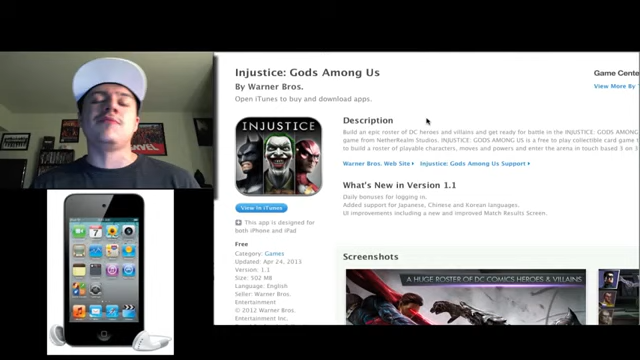 Injustice: Gods Among Us
By Warner Bros.
Open iTunes to buy and download apps.
Game Center
View More By
INJUSTICE
View in iTunes
This app is designed for
both iPhone and iPad
Free
Category: Games
Updated: Apr 24, 2013
Version: 1.1
Size: 502 MB
Language: English
Seller: Warner Bros.
Entertainment
© 2012 Warner Bros.
Entertainment Inc.,
Description
Build an epic roster of DC heroes and villains and get ready for battle in the INJUSTICE: GODS AMONG
game from NetherRealm Studios. INJUSTICE: GODS AMONG US is a free to play collectible card game
to build a roster of playable characters, moves and powers and enter the arena in touch based 3 on 3
Warner Bros. Web Site
Injustice: Gods Among Us Support
What's New in Version 1.1
Daily bonuses for logging in.
Added support for Japanese, Chinese and Korean languages.
UI improvements including a new and improved Match Results Screen.
Screenshots
A HUGE ROSTER OF DC COMICS HEROES & VILLAINS